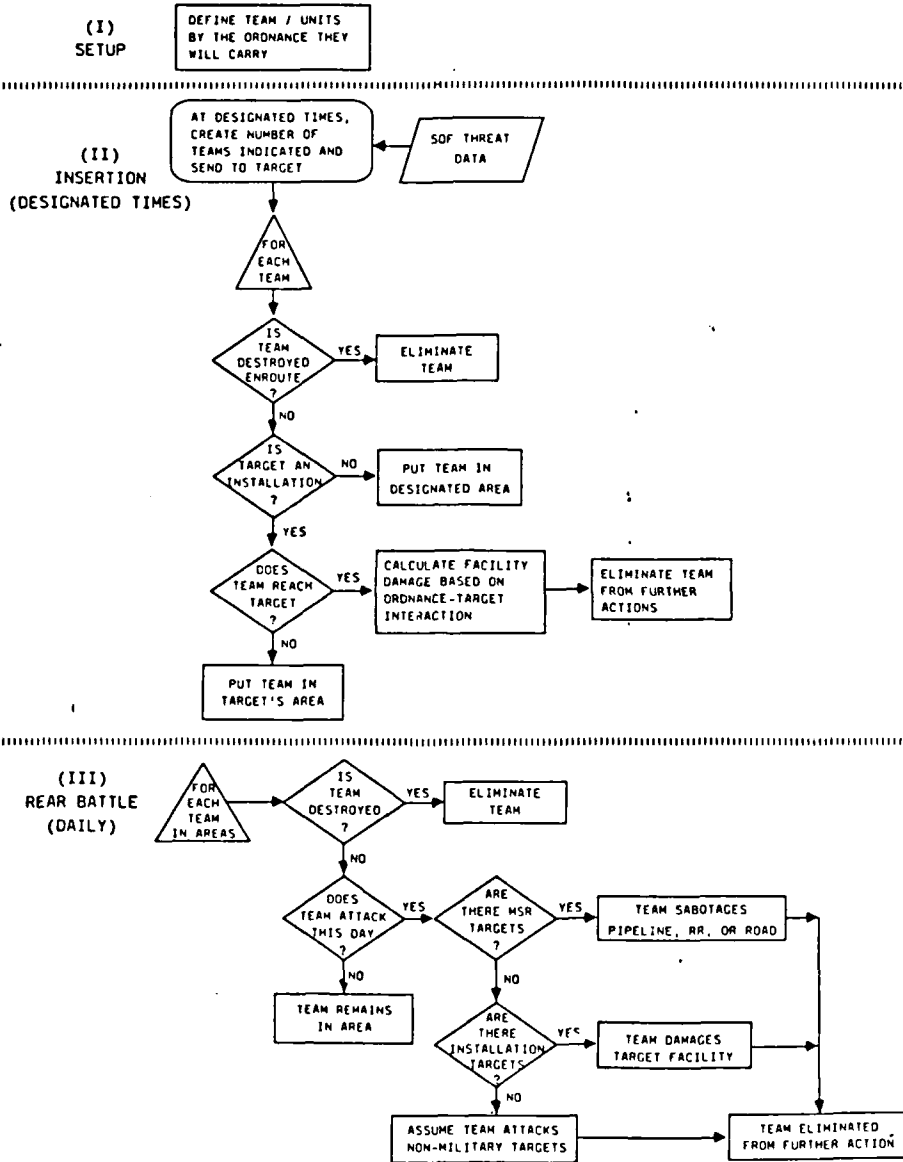 (I)
SETUP
DEFINE TEAM / UNITS
BY THE ORDNANCE THEY
WILL CARRY
(II)
INSERTION
(DESIGNATED TIMES)
AT DESIGNATED TIMES,
CREATE NUMBER OF
TEAMS INDICATED AND
SEND TO TARGET
SOF THREAT
DATA
FOR
EACH
TEAM
IS
TEAM
DESTROYED
ENROUTE
?
YES
ELIMINATE
TEAM
NO
IS
TARGET AN
INSTALLATION
?
NO
PUT TEAM IN
DESIGNATED AREA
YES
DOES
TEAM REACH
TARGET
?
YES
CALCULATE FACILITY
DAMAGE BASED ON
ORDNANCE-TARGET
INTERACTION
ELIMINATE TEAM
FROM FURTHER
ACTIONS
NO
PUT TEAM IN
TARGET'S AREA
(III)
REAR BATTLE
(DAILY)
FOR
EACH
TEAM
IN AREAS
IS
TEAM
DESTROYED
?
YES
ELIMINATE
TEAM
NO
DOES
TEAM ATTACK
THIS DAY
?
YES
ARE
THERE MSR
TARGETS
?
YES
TEAM SABOTAGES
PIPELINE, RR, OR ROAD
NO
TEAM REMAINS
IN AREA
NO
ARE
THERE
INSTALLATION
TARGETS
?
YES
TEAM DAMAGES
TARGET FACILITY
NO
ASSUME TEAM ATTACKS
NON-MILITARY TARGETS
TEAM ELIMINATED
FROM FURTHER ACTION